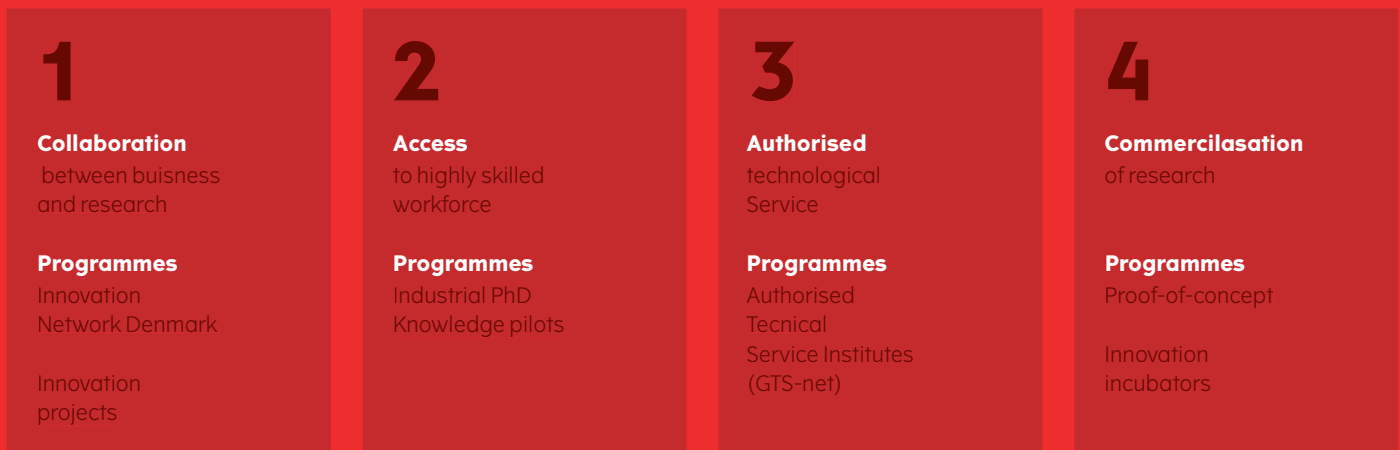 1
Collaboration
between buisness
and research
Programmes
Innovation
Network Denmark
Innovation
projects
2
Access
to highly skilled
workforce
Programmes
Industrial PhD
Knowledge pilots
3
Authorised
technological
Service
Programmes
Authorised
Tecnical
Service Institutes
(GTS-net)
4
Commercilasation
of research
Programmes
Proof-of-concept
Innovation
incubators